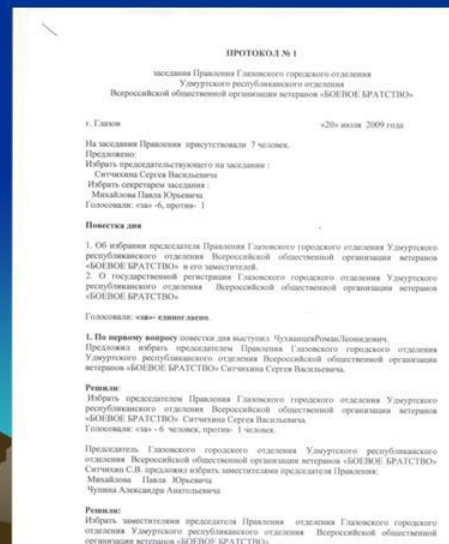 ПРОТОКОЛ № 1
заседания Правления Глазовского городского отделения
Удмуртского республиканского отделения
Всероссийской общественной организации ветеранов «БОЕВОЕ БРАТСТВО»
г. Глазов «20» июля 2009 года
На заседании Правления присутствовали 7 человек.
Предложено:
Избрать председательствующего на заседании :
Ситчихина Сергея Васильевича
Избрать секретарем заседания :
Михайлова Павла Юрьевича
Голосовали: «за» -6, против- 1
Повестка дня
1. Об избрании председателя Правления Глазовского городского отделения Удмуртского
республиканского отделения Всероссийской общественной организации ветеранов
«БОЕВОЕ БРАТСТВО» и его заместителей.
2. О государственной регистрации Глазовского городского отделения Удмуртского
республиканского отделения Всероссийской общественной организации ветеранов
«БОЕВОЕ БРАТСТВО»
Голосовали: «за»- единогласно.
1. По первому вопросу повестки дня выступил ЧухванцевРоманЛеонидович.
Предложил избрать председателем Правления Глазовского городского отделения
Удмуртского республиканского отделения Всероссийской общественной организации
ветеранов «БОЕВОЕ БРАТСТВО» Ситчихина Сергея Васильевича.
Решили:
Избрать председателем Правления Глазовского городского отделения Удмуртского
республиканского отделения Всероссийской общественной организации ветеранов
«БОЕВОЕ БРАТСТВО» Ситчихина Сергея Васильевича.
Голосовали: «за» - 6 человек, против- 1 человек.
Председатель Глазовского городского отделения Удмуртского республиканского
отделения Всероссийской общественной организации ветеранов «БОЕВОЕ БРАТСТВО»
Ситчихин С.В. предложил избрать заместителями председателя Правления:
Михайлова Павла Юрьевича
Чупина Александра Анатольевича
Решили:
Избрать заместителями председателя Правления отделения Глазовского городского
отделения Удмуртского республиканского отделения Всероссийской общественной
организации ветеранов «БОЕВОЕ БРАТСТВО»